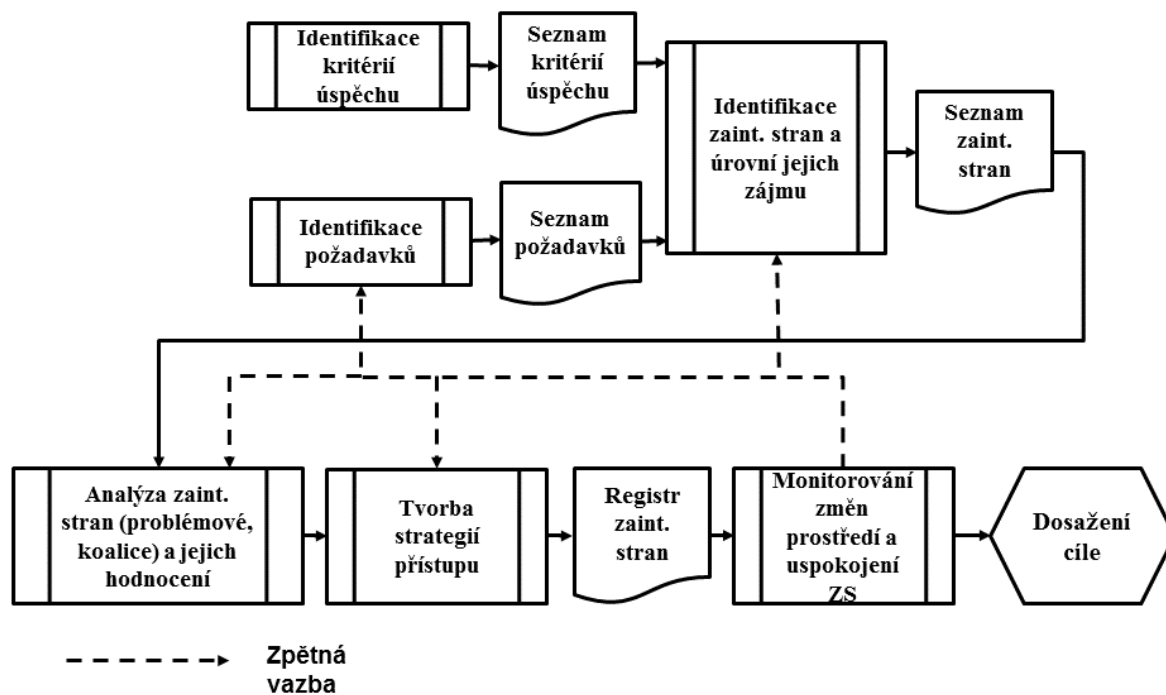 Identifikace
kritérií
úspěchu
Seznam
kritérií
úspěchu
Identifikace
zaint. stran a
úrovní jejich
zájmu
Seznam
zaint.
stran
Identifikace
požadavků
Seznam
požadavků
Analýza zaint.
stran (problémové,
koalice) a jejich
hodnocení
Tvorba
strategií
přístupu
Registr
zaint.
stran
Monitorování
změn
prostředí a
uspokojení
ZS
Dosažení
cíle
Zpětná
vazba